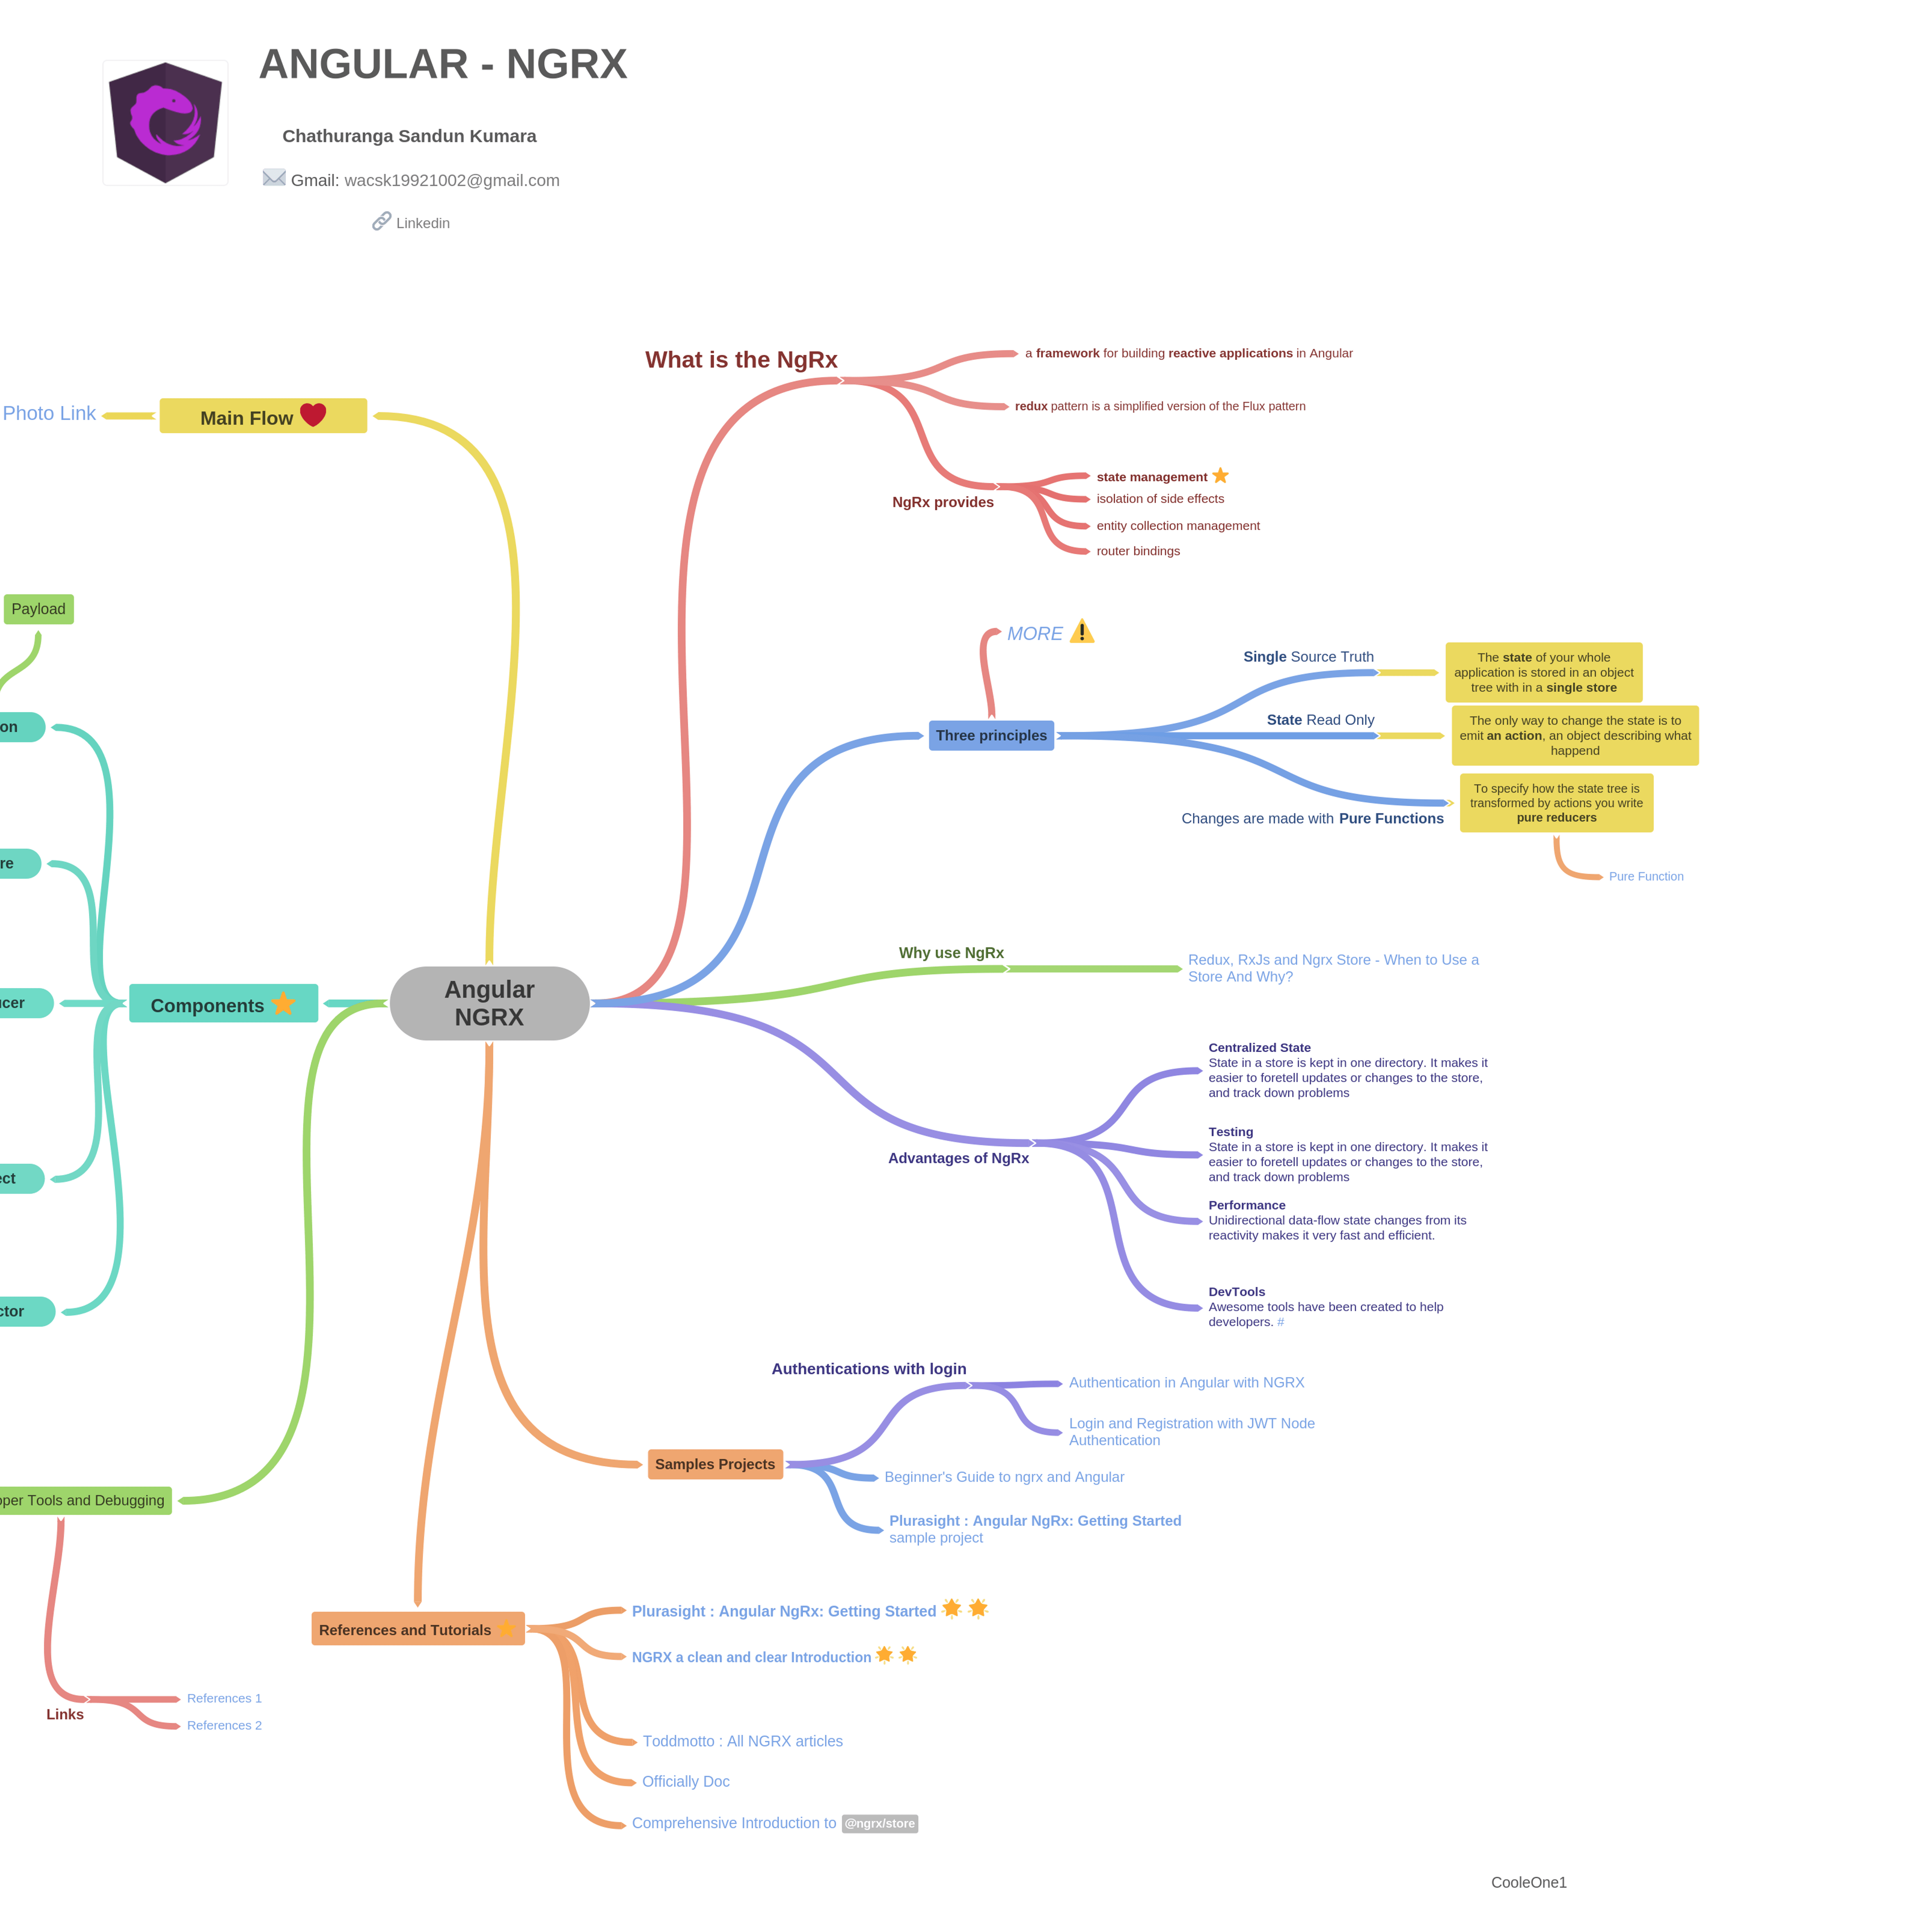 ANGULAR - NGRX
Chathuranga Sandun Kumara
Gmail: wacsk19921002@gmail.com
Linkedin
What is the NgRx
a framework for building reactive applications in Angular
redux pattern is a simplified version of the Flux pattern
NgRx provides
state management
isolation of side effects
entity collection management
router bindings
Photo Link
Main Flow
Payload
MORE
Three principles
Single Source Truth
The state of your whole
application is stored in an object
tree with in a single store
State Read Only
The only way to change the state is to
emit an action, an object describing what
happend
Changes are made with Pure Functions
To specify how the state tree is
transformed by actions you write
pure reducers
Pure Function
Why use NgRx
Redux, RxJs and Ngrx Store - When to Use a
Store And Why?
Components
Angular
NGRX
Advantages of NgRx
Centralized State
State in a store is kept in one directory. It makes it
easier to foretell updates or changes to the store,
and track down problems
Testing
State in a store is kept in one directory. It makes it
easier to foretell updates or changes to the store,
and track down problems
Performance
Unidirectional data-flow state changes from its
reactivity makes it very fast and efficient.
DevTools
Awesome tools have been created to help
developers. #
Authentications with login
Authentication in Angular with NGRX
Login and Registration with JWT Node
Authentication
Samples Projects
Beginner's Guide to ngrx and Angular
Plurasight : Angular NgRx: Getting Started
sample project
Tools and Debugging
Links
References 1
References 2
References and Tutorials
Plurasight : Angular NgRx: Getting Started
NGRX a clean and clear Introduction
Toddmotto : All NGRX articles
Officially Doc
Comprehensive Introduction to @ngrx/store
CooleOne1